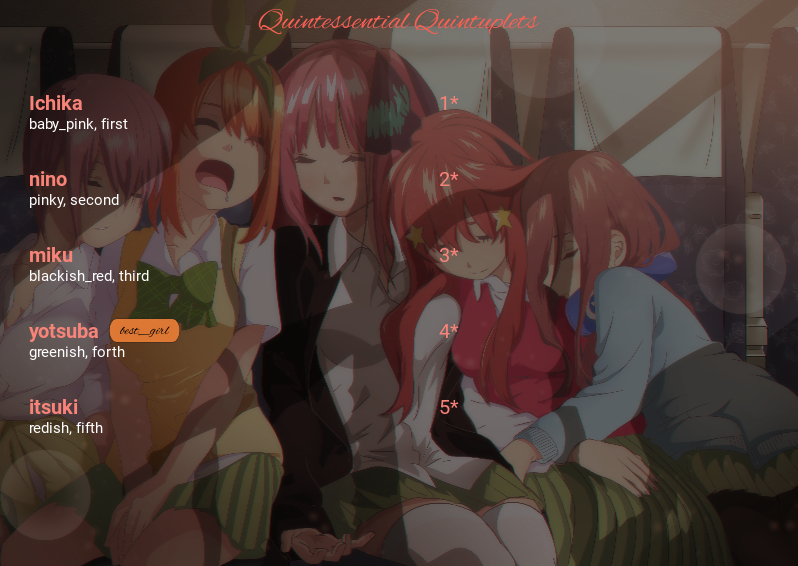 Quintessential Quintuplets
Ichika 1*
baby_pink, first
nino 2*
pinky, second
miku 3*
blackish_red, third
yotsuba best_girl 4*
greenish, forth
itsuki 5*
redish, fifth